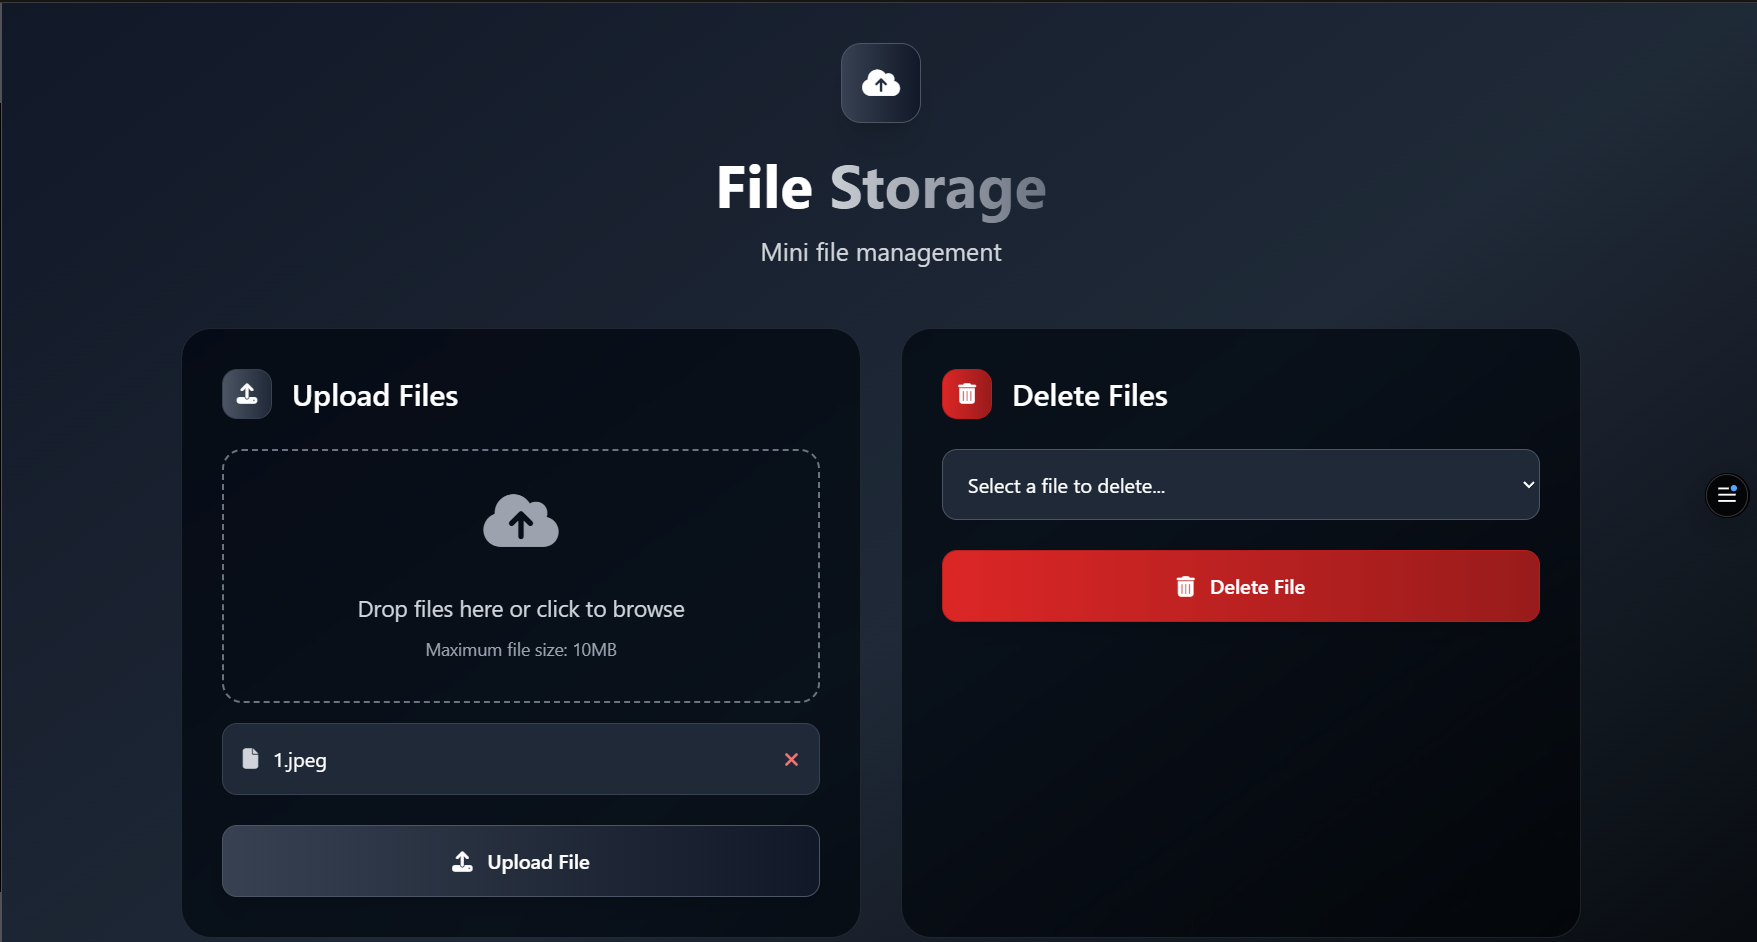 File Storage
Mini file management
Upload Files
Drop files here or click to browse
Maximum file size: 10MB
1.jpeg
Upload File
Delete Files
Select a file to delete...
Delete File